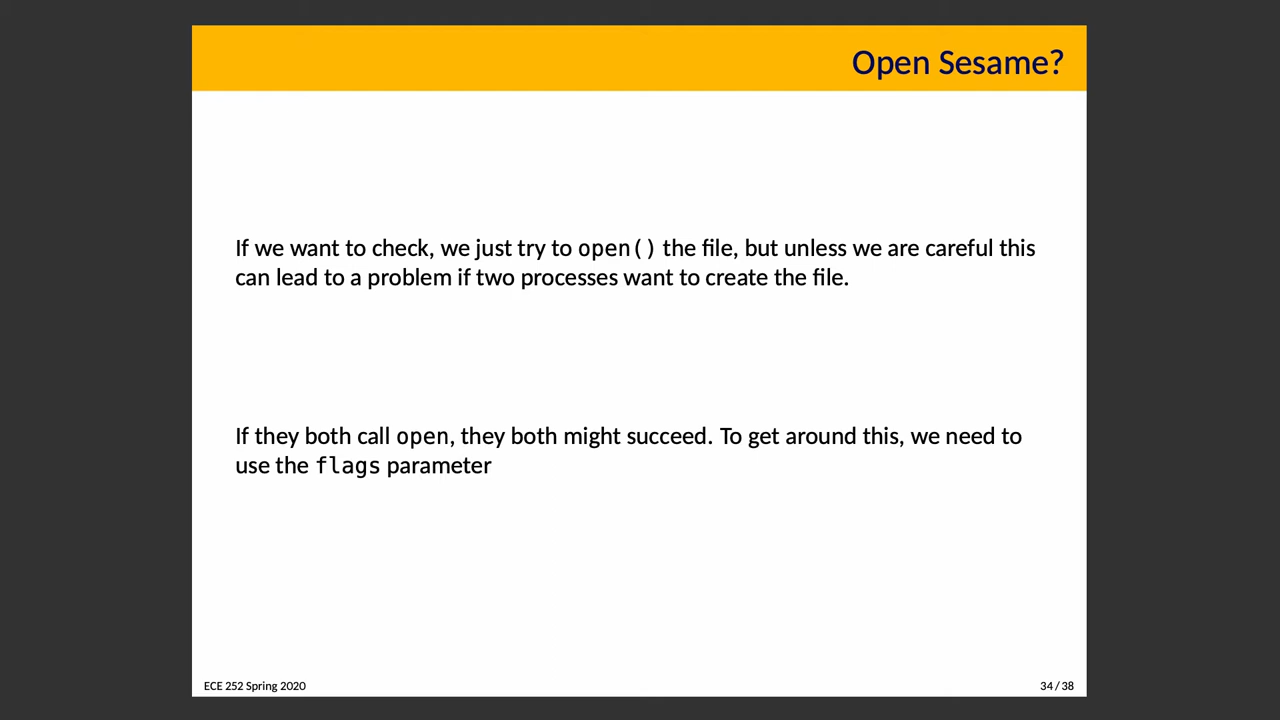 Open Sesame?
If we want to check, we just try to open() the file, but unless we are careful this
can lead to a problem if two processes want to create the file.
If they both call open, they both might succeed. To get around this, we need to
use the flags parameter
ECE 252 Spring 2020
34 / 38